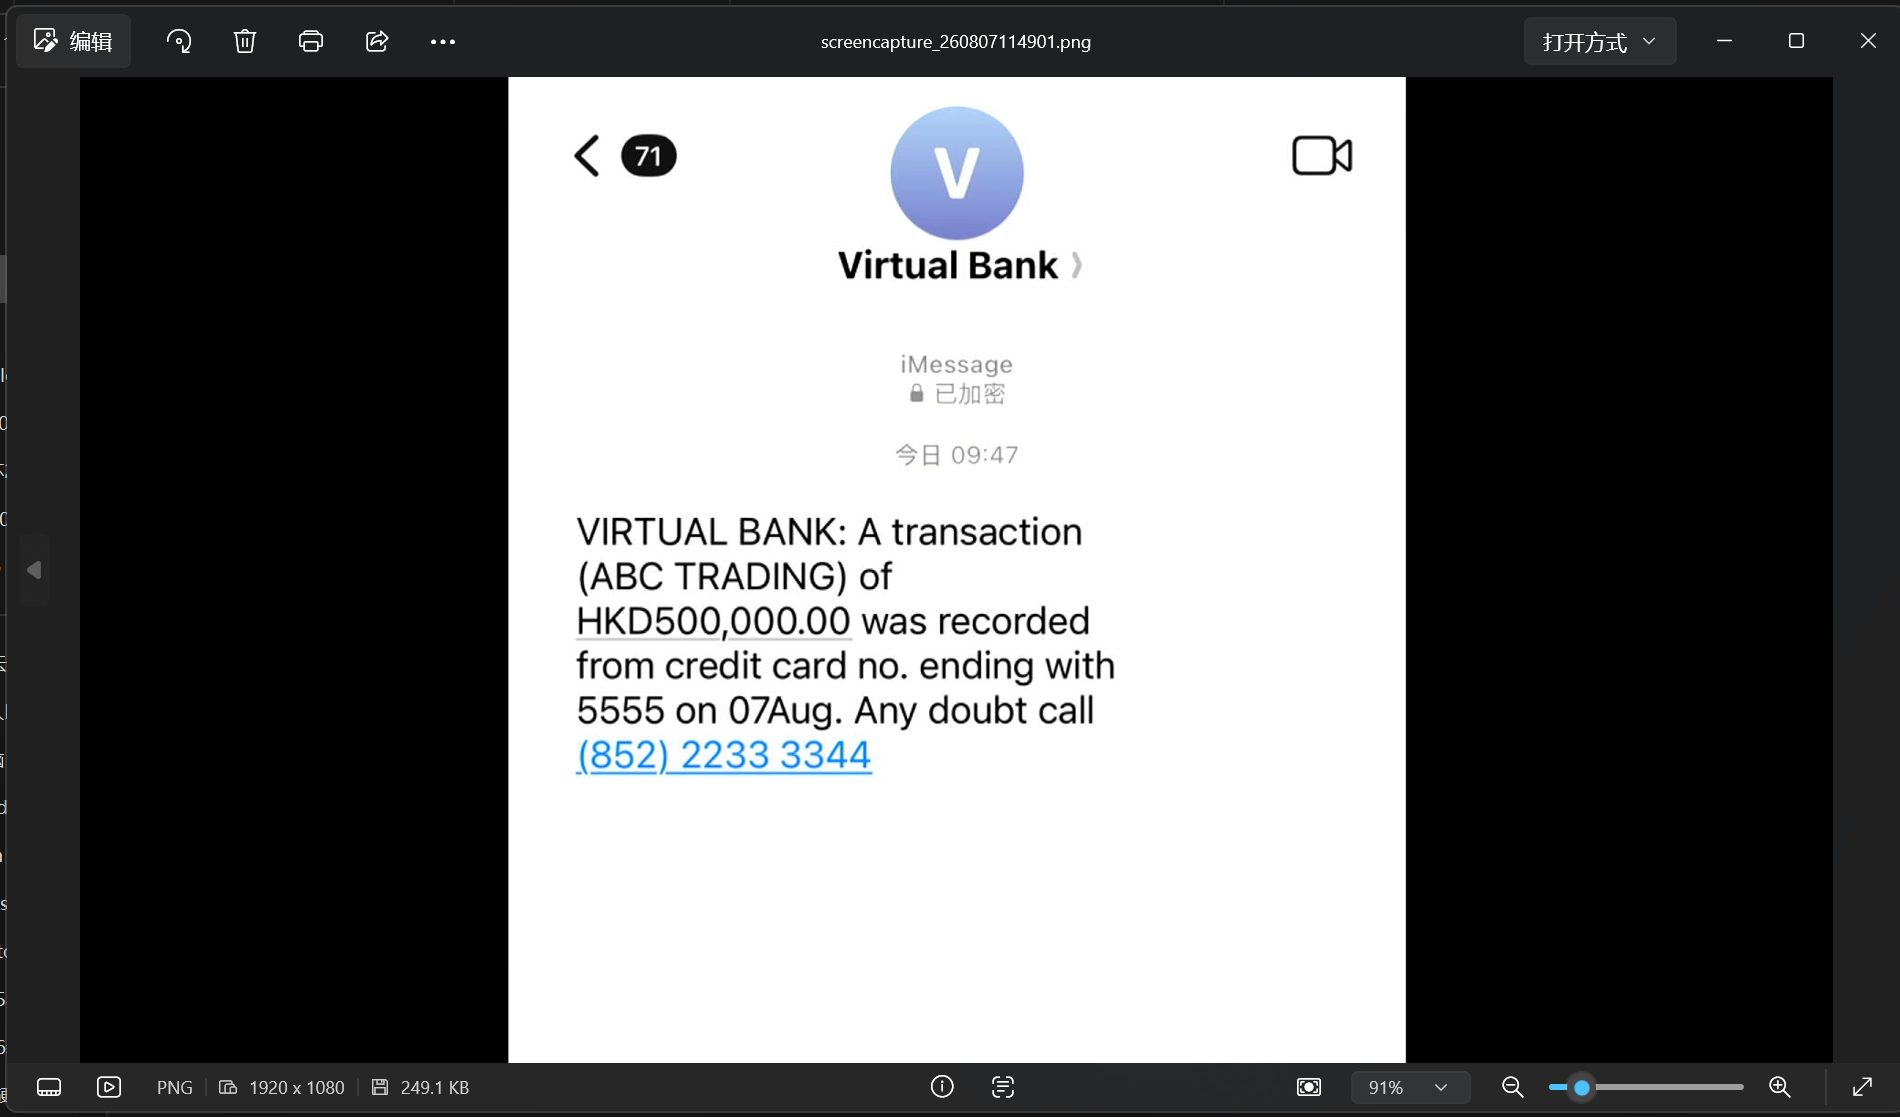 编辑
screencapture_260807114901.png
打开方式
71
V
Virtual Bank
iMessage
已加密
今日 09:47
VIRTUAL BANK: A transaction
(ABC TRADING) of
HKD500,000.00 was recorded
from credit card no. ending with
5555 on 07Aug. Any doubt call
(852) 2233 3344
PNG
1920 x 1080
249.1 KB
91%